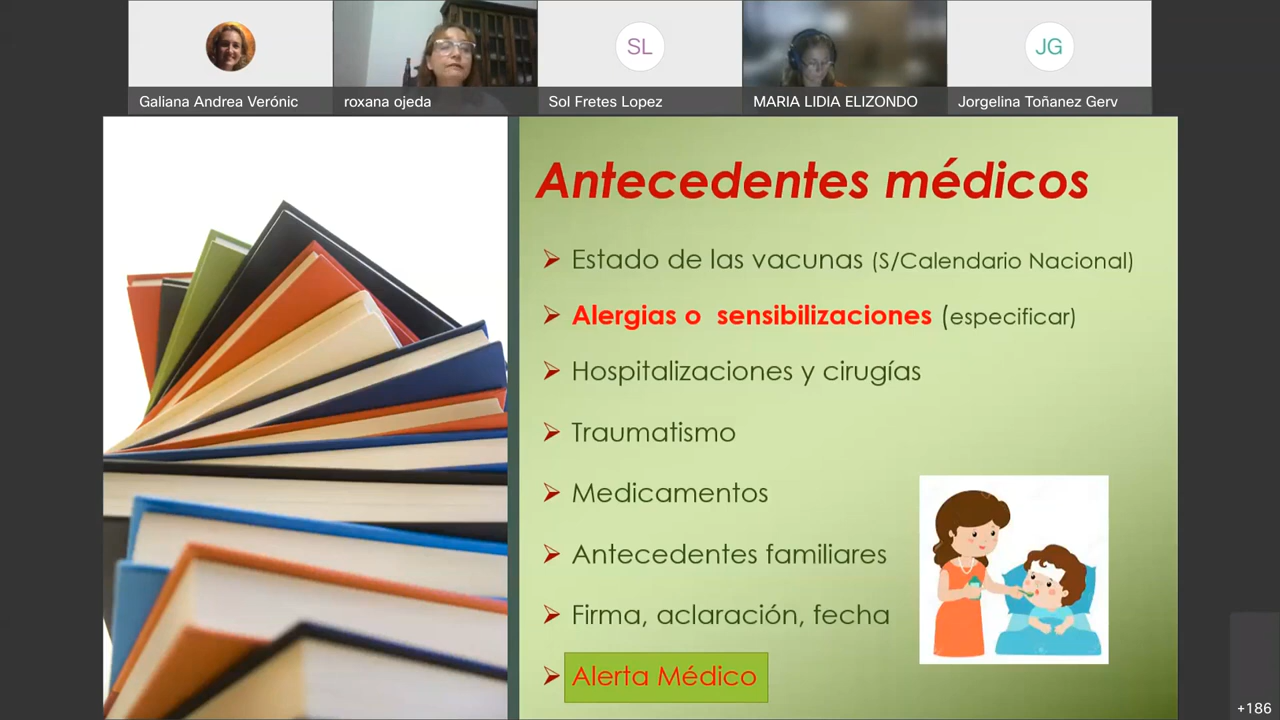 SL
JG
Galiana Andrea Verónic
roxana ojeda
Sol Fretes Lopez
MARIA LIDIA ELIZONDO
Jorgelina Toñanez Gerv
Antecedentes médicos
Estado de las vacunas (S/Calendario Nacional)
Alergias o sensibilizaciones (especificar)
Hospitalizaciones y cirugías
Traumatismo
Medicamentos
Antecedentes familiares
Firma, aclaración, fecha
Alerta Médico
+186